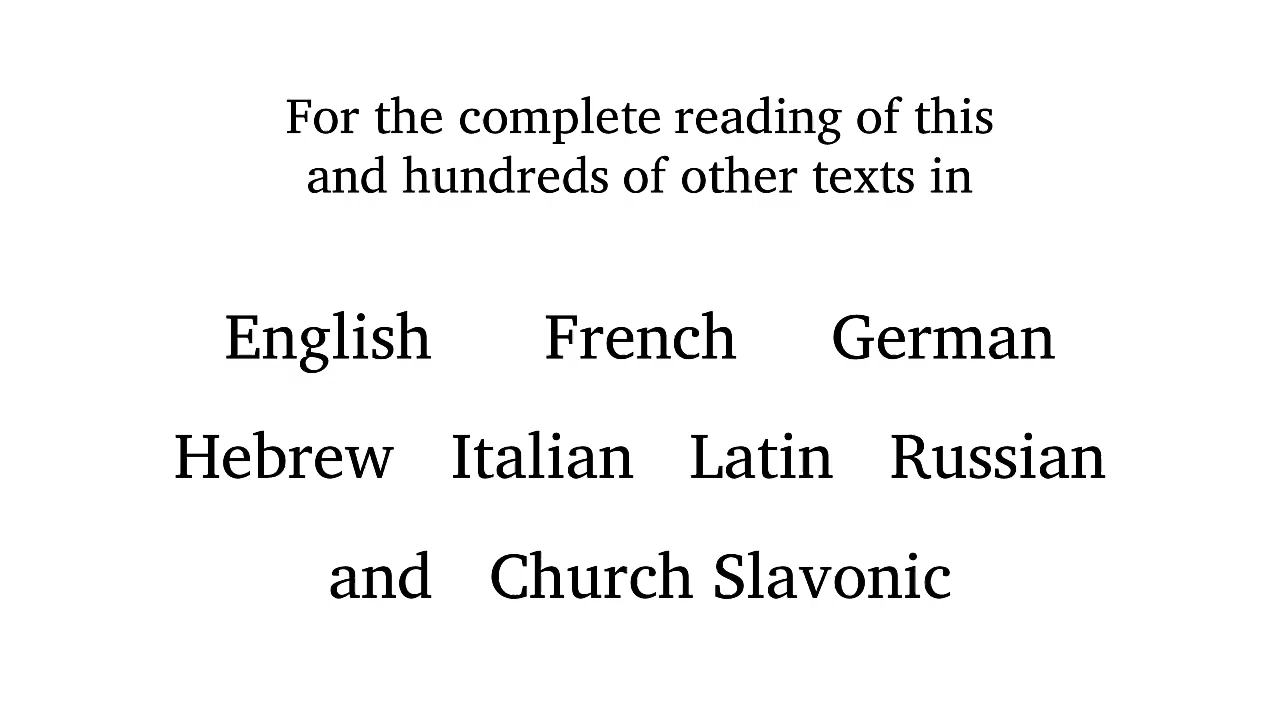 For the complete reading of this
and hundreds of other texts in
English French German
Hebrew Italian Latin Russian
and Church Slavonic